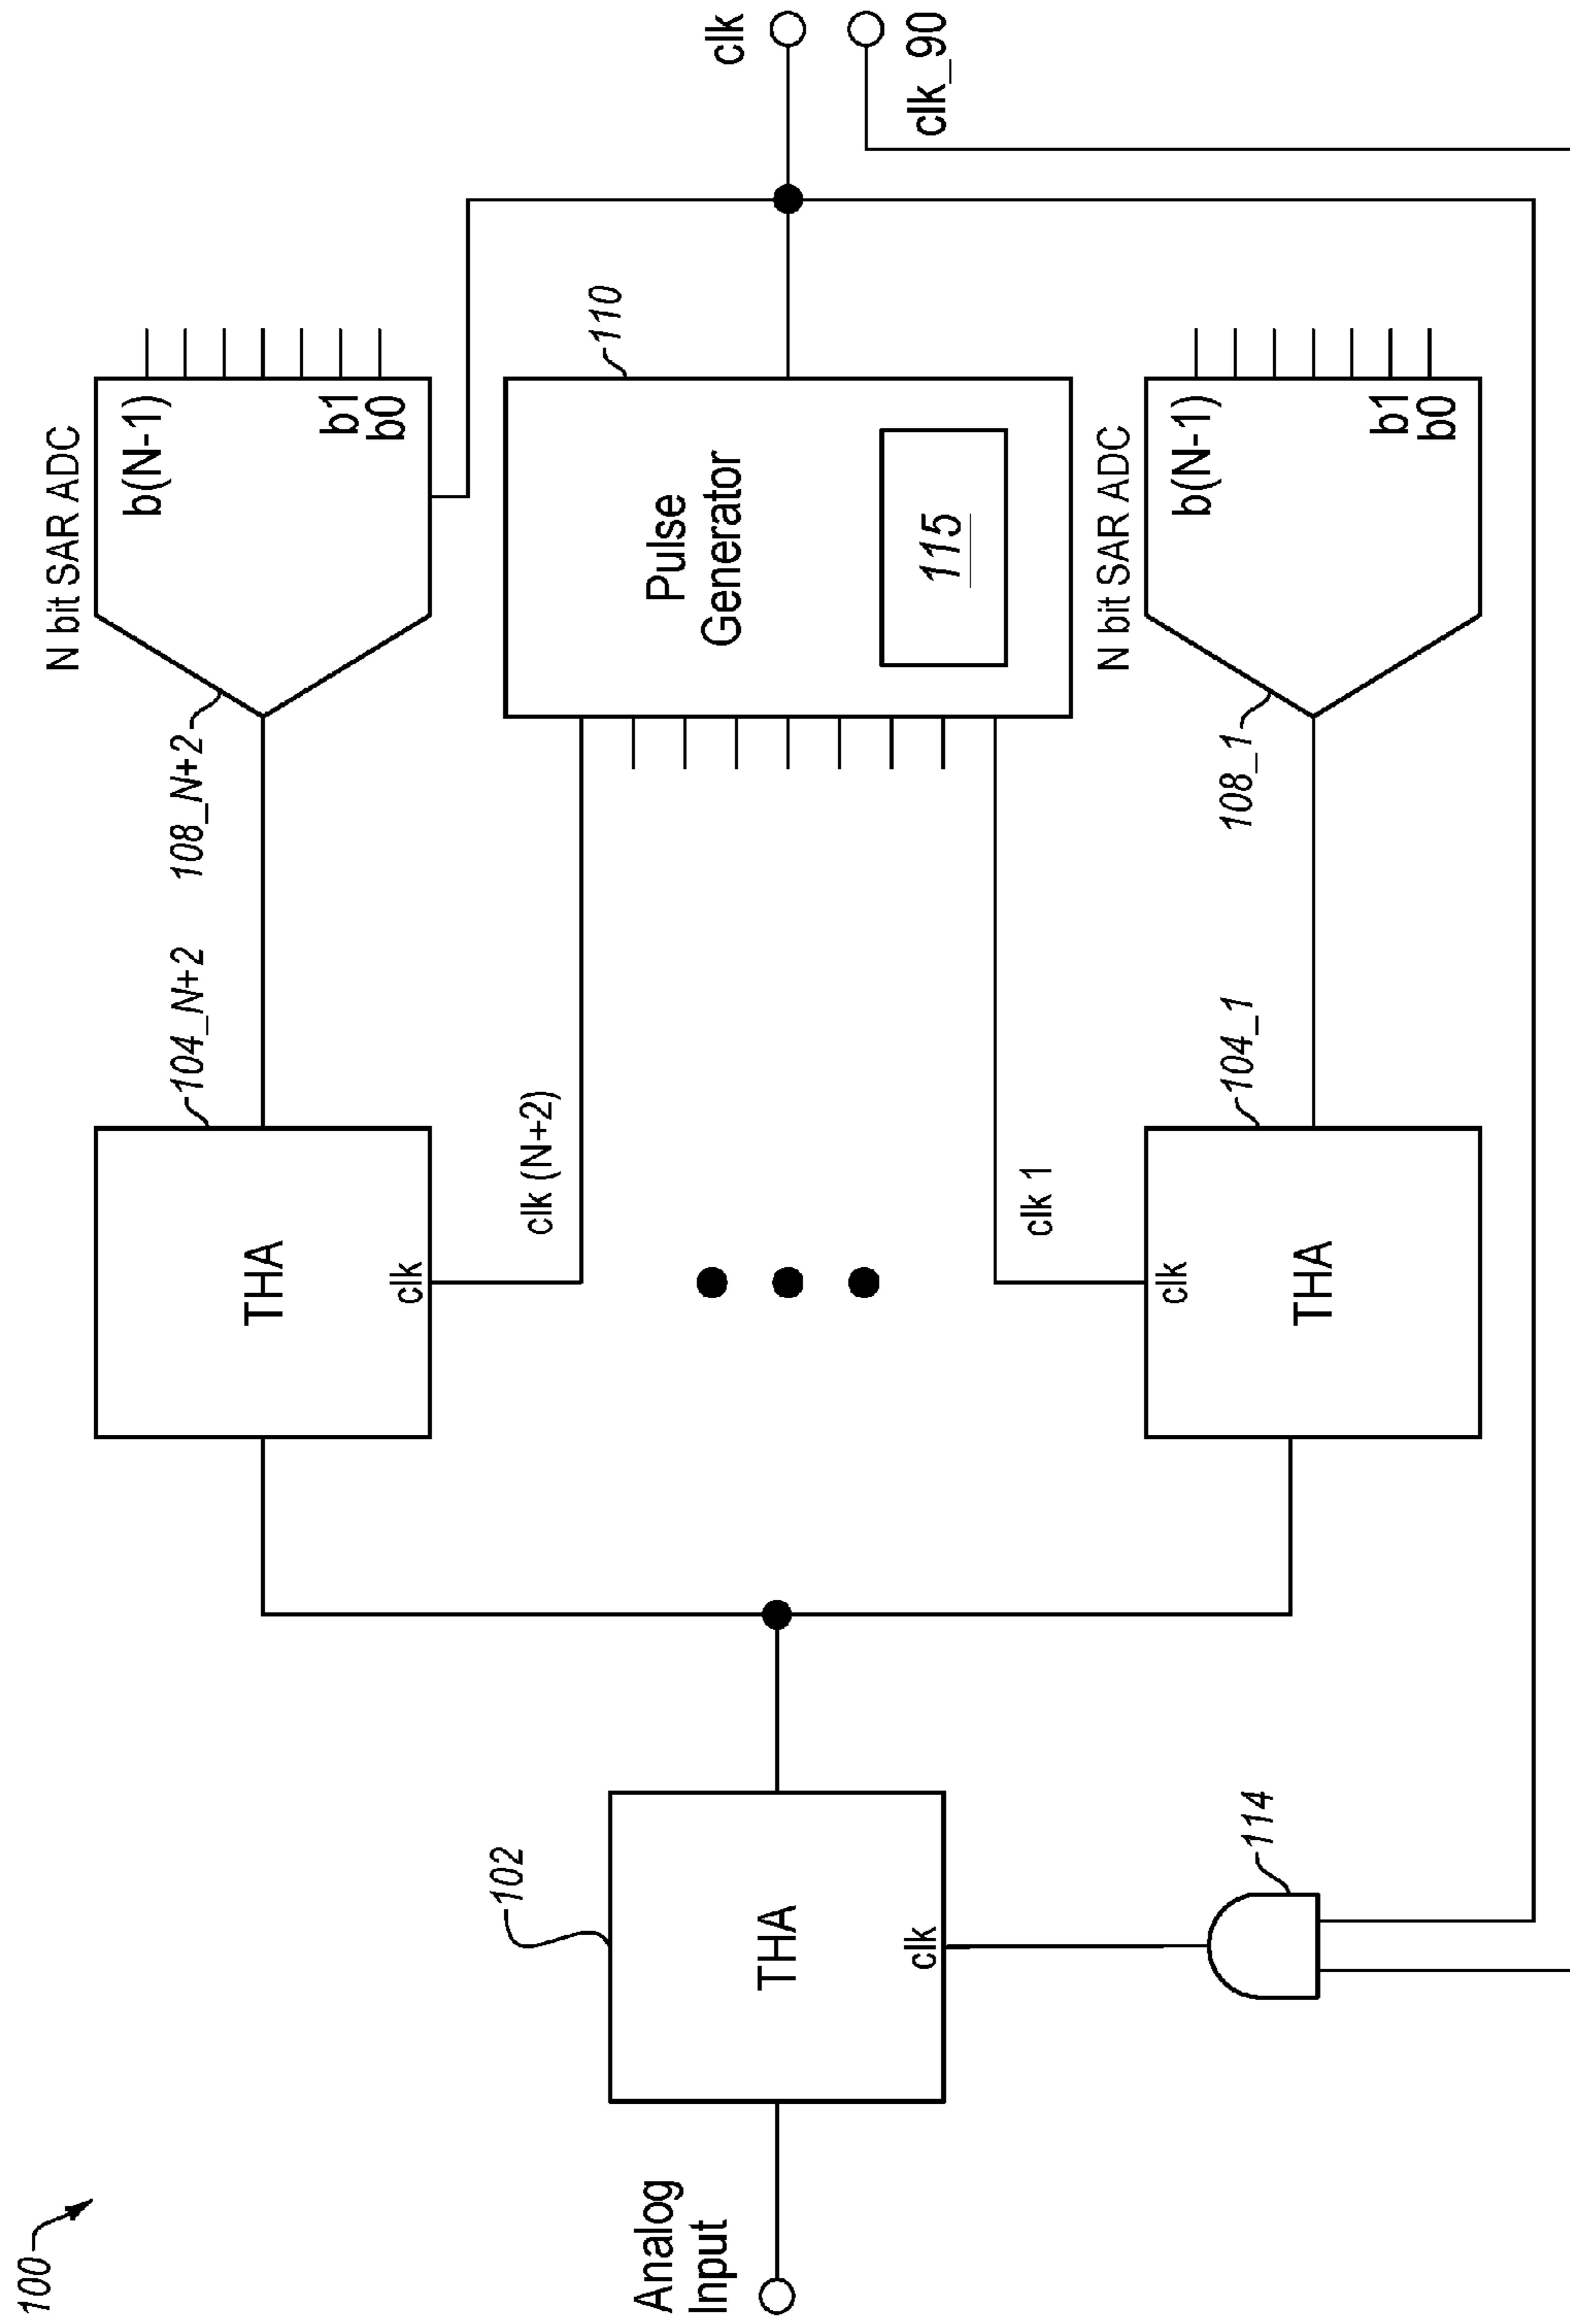 100
Analog
Input
102
THA
clk
114
104_N+2
THA
clk
clk (N+2)
clk 1
104_1
clk
THA
N bit SAR ADC
108_N+2
b(N-1)
b1
b0
110
Pulse
Generator
115
N bit SAR ADC
108_1
b(N-1)
b1
b0
clk
clk_90